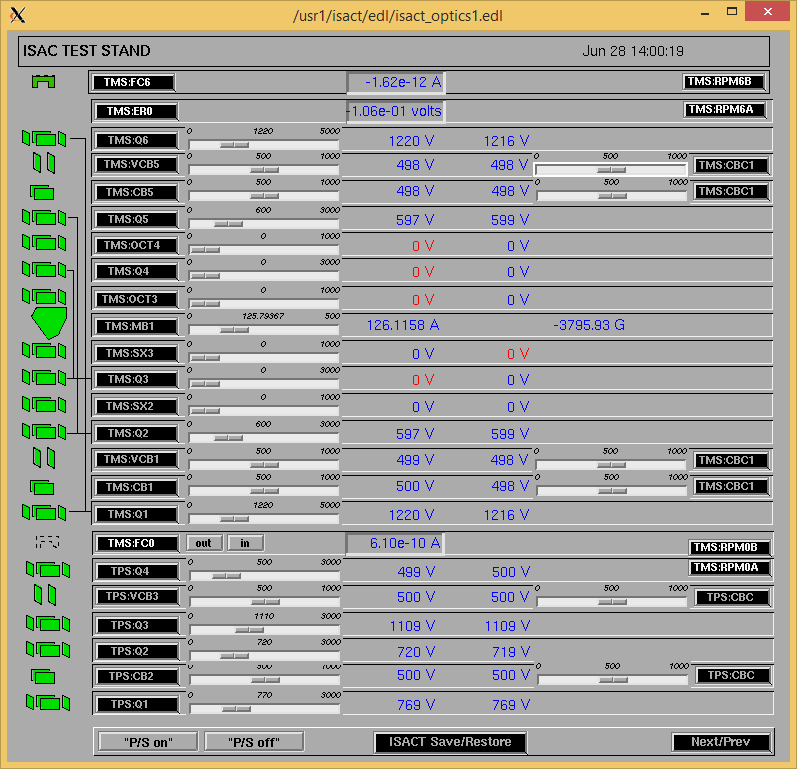 /usr1/isact/edl/isact_optics1.edl
ISAC TEST STAND Jun 28 14:00:19
TMS:FC6 -1.62e-12 A TMS:RPM6B
TMS:ER0 -1.06e-01 volts TMS:RPM6A
TMS:Q6 0 1220 5000 1220 V 1216 V
TMS:VCB5 0 500 1000 498 V 498 V 0 500 1000 TMS:CBC1
TMS:CB5 0 500 1000 498 V 498 V 0 500 1000 TMS:CBC1
TMS:Q5 0 600 3000 597 V 599 V
TMS:OCT4 0 0 1000 0 V 0 V
TMS:Q4 0 0 3000 0 V 0 V
TMS:OCT3 0 0 1000 0 V 0 V
TMS:MB1 0 125.79367 500 126.1158 A -3795.93 G
TMS:SX3 0 0 1000 0 V 0 V
TMS:Q3 0 0 3000 0 V 0 V
TMS:SX2 0 0 1000 0 V 0 V
TMS:Q2 0 600 3000 597 V 599 V
TMS:VCB1 0 500 1000 499 V 498 V 0 500 1000 TMS:CBC1
TMS:CB1 0 500 1000 500 V 498 V 0 500 1000 TMS:CBC1
TMS:Q1 0 1220 5000 1220 V 1216 V
TMS:FC0 out in 6.10e-10 A TMS:RPM0B
TPS:Q4 0 500 3000 499 V 500 V TMS:RPM0A
TPS:VCB3 0 500 1000 500 V 500 V 0 500 1000 TPS:CBC
TPS:Q3 0 1110 3000 1109 V 1109 V
TPS:Q2 0 720 3000 720 V 719 V
TPS:CB2 0 500 1000 500 V 500 V 0 500 1000 TPS:CBC
TPS:Q1 0 770 3000 769 V 769 V
"P/S on" "P/S off" ISACT Save/Restore Next/Prev